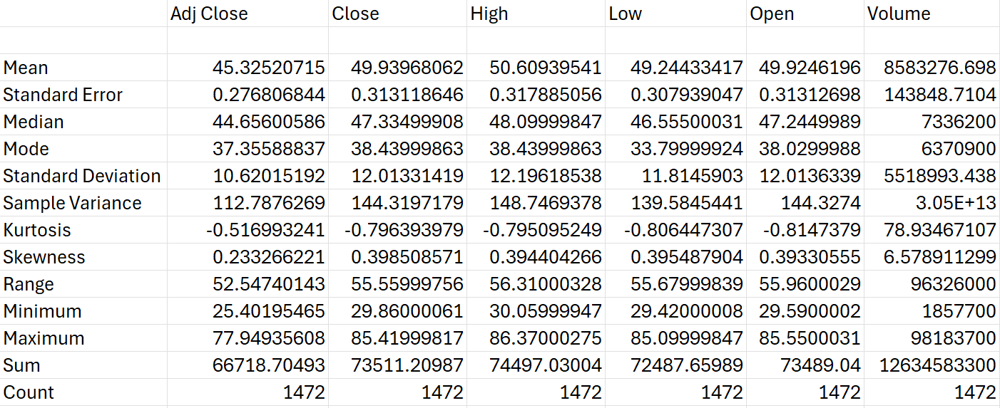 Adj Close Close High Low Open Volume
Mean 45.32520715 49.93968062 50.60939541 49.24433417 49.9246196 8583276.698
Standard Error 0.276806844 0.313118646 0.317885056 0.307939047 0.31312698 143848.7104
Median 44.65600586 47.33499908 48.09999847 46.55500031 47.2449989 7336200
Mode 37.35588837 38.43999863 38.43999863 33.79999924 38.0299988 6370900
Standard Deviation 10.62015192 12.01331419 12.19618538 11.8145903 12.0136339 5518993.438
Sample Variance 112.7876269 144.3197179 148.7469378 139.5845441 144.3274 3.05E+13
Kurtosis -0.516993241 -0.796393979 -0.795095249 -0.806447307 -0.8147379 78.93467107
Skewness 0.233266221 0.398508571 0.394404266 0.395487904 0.39330555 6.578911299
Range 52.54740143 55.55999756 56.31000328 55.67999839 55.9600029 96326000
Minimum 25.40195465 29.86000061 30.05999947 29.42000008 29.5900002 1857700
Maximum 77.94935608 85.41999817 86.37000275 85.09999847 85.5500031 98183700
Sum 66718.70493 73511.20987 74497.03004 72487.65989 73489.04 12634583300
Count 1472 1472 1472 1472 1472 1472